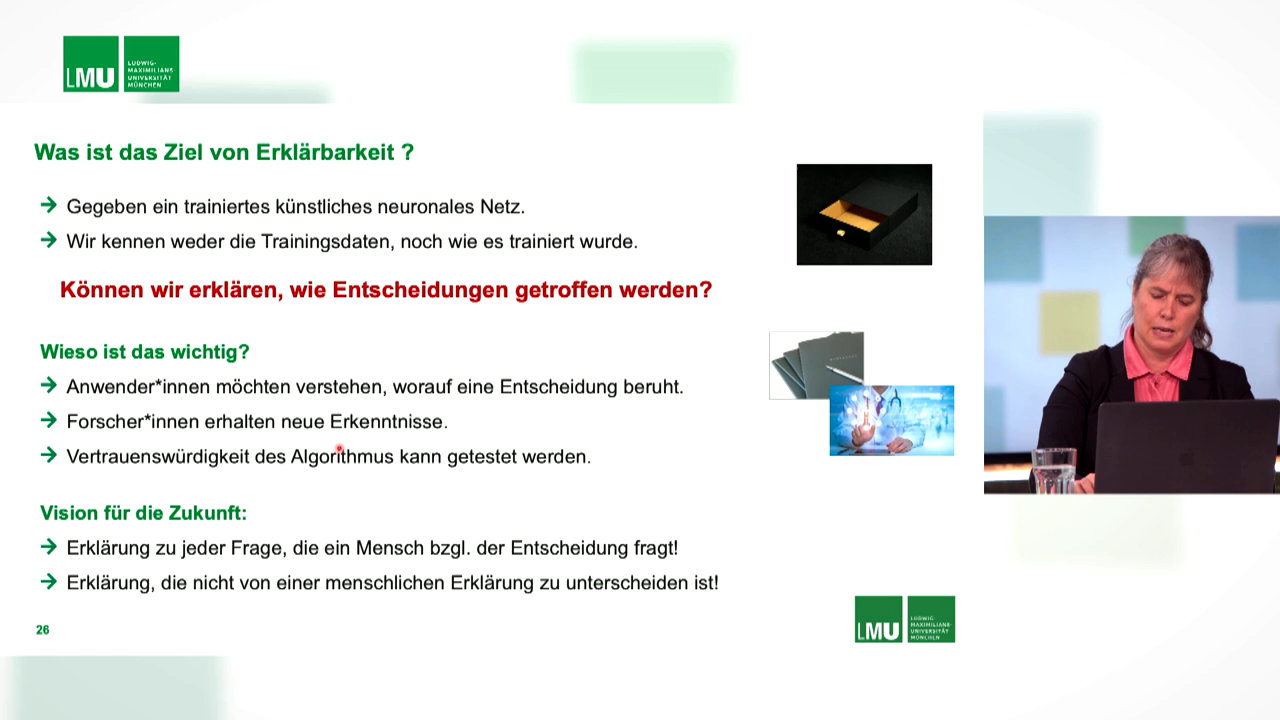 LMU LUDWIG-
MAXIMILIANS-
UNIVERSITÄT
MÜNCHEN
Was ist das Ziel von Erklärbarkeit ?
→ Gegeben ein trainiertes künstliches neuronales Netz.
→ Wir kennen weder die Trainingsdaten, noch wie es trainiert wurde.
Können wir erklären, wie Entscheidungen getroffen werden?
Wieso ist das wichtig?
→ Anwender*innen möchten verstehen, worauf eine Entscheidung beruht.
→ Forscher*innen erhalten neue Erkenntnisse.
→ Vertrauenswürdigkeit des Algorithmus kann getestet werden.
Vision für die Zukunft:
→ Erklärung zu jeder Frage, die ein Mensch bzgl. der Entscheidung fragt!
→ Erklärung, die nicht von einer menschlichen Erklärung zu unterscheiden ist!
26
LMU LUDWIG-
MAXIMILIANS-
UNIVERSITÄT
MÜNCHEN